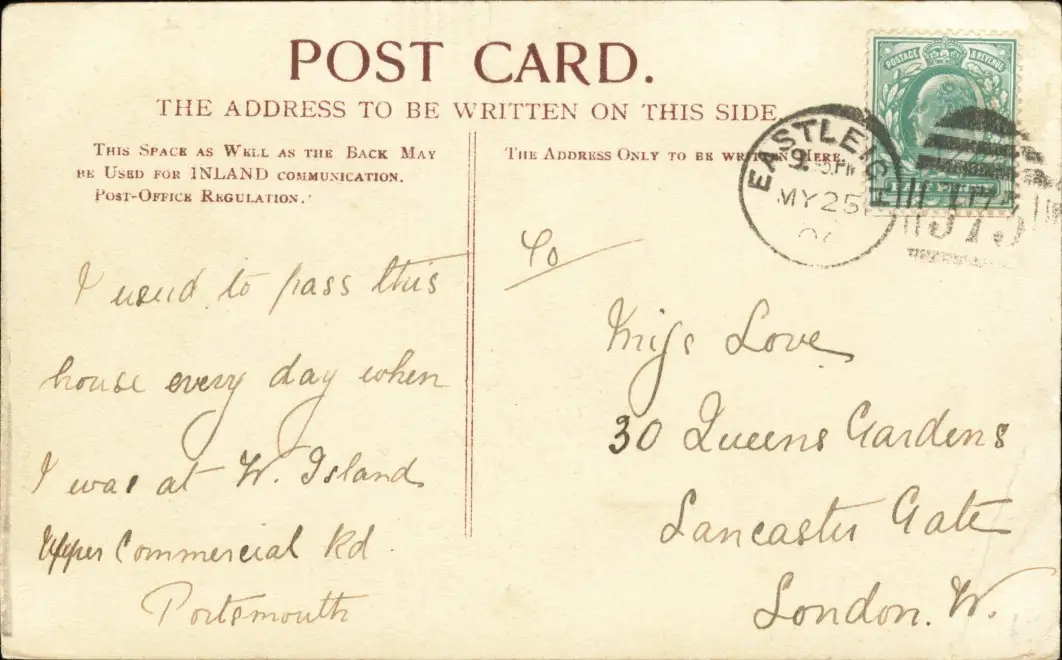 POST CARD.
THE ADDRESS TO BE WRITTEN ON THIS SIDE.
THIS SPACE AS WELL AS THE BACK MAY
BE USED FOR INLAND COMMUNICATION.
POST-OFFICE REGULATION.
THE ADDRESS ONLY TO BE WRITTEN HERE.
POSTAGE & REVENUE
EASTLEIGH
MY 25
To
I used to pass this
house every day when
I was at W. Island
Upper Commercial Rd
Portsmouth
Miss Love
30 Queens Gardens
Lancaster Gate
London. W.